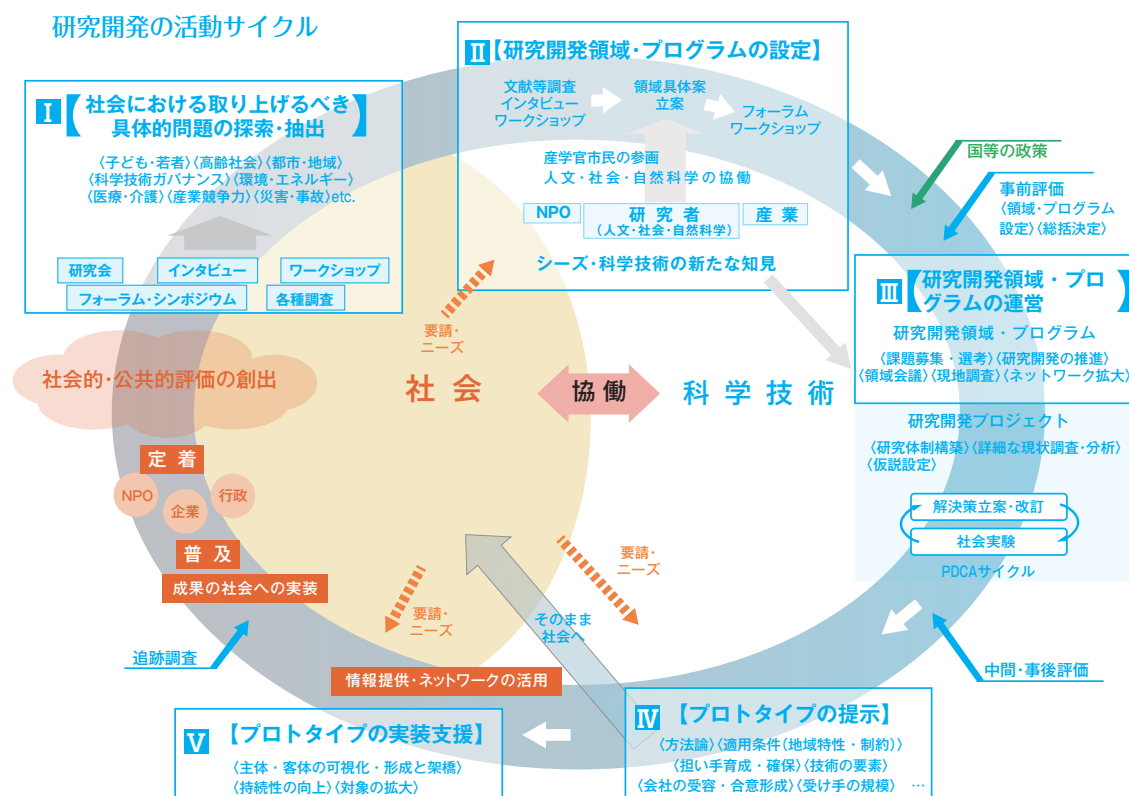 研究開発の活動サイクル
Ⅰ【社会における取り上げるべき
具体的問題の探索・抽出】
〈子ども・若者〉〈高齢社会〉〈都市・地域〉
〈科学技術ガバナンス〉〈環境・エネルギー〉
〈医療・介護〉〈産業競争力〉〈災害・事故〉etc.
研究会
インタビュー
ワークショップ
フォーラム・シンポジウム
各種調査
Ⅱ【研究開発領域・プログラムの設定】
文献等調査
インタビュー
ワークショップ
領域具体案
立案
フォーラム
ワークショップ
産学官市民の参画
人文・社会・自然科学の協働
NPO
研究者
(人文・社会・自然科学)
産業
シーズ・科学技術の新たな知見
国等の政策
事前評価
〈領域・プログラム
設定〉〈総括決定〉
Ⅲ【研究開発領域・プロ
グラムの運営】
研究開発領域・プログラム
〈課題募集・選考〉〈研究開発の推進〉
〈領域会議〉〈現地調査〉〈ネットワーク拡大〉
研究開発プロジェクト
〈研究体制構築〉〈詳細な現状調査・分析〉
〈仮説設定〉
解決策立案・改訂
社会実験
PDCAサイクル
要請・
ニーズ
社会
協働
科学技術
社会的・公共的評価の創出
定着
NPO
企業
行政
普及
成果の社会への実装
追跡調査
要請・
ニーズ
要請・
ニーズ
そのまま
社会へ
中間・事後評価
情報提供・ネットワークの活用
Ⅳ【プロトタイプの提示】
〈方法論〉〈適用条件(地域特性・制約)〉
〈担い手育成・確保〉〈技術の要素〉
〈会社の受容・合意形成〉〈受け手の規模〉 …
Ⅴ【プロトタイプの実装支援】
〈主体・客体の可視化・形成と架橋〉
〈持続性の向上〉〈対象の拡大〉